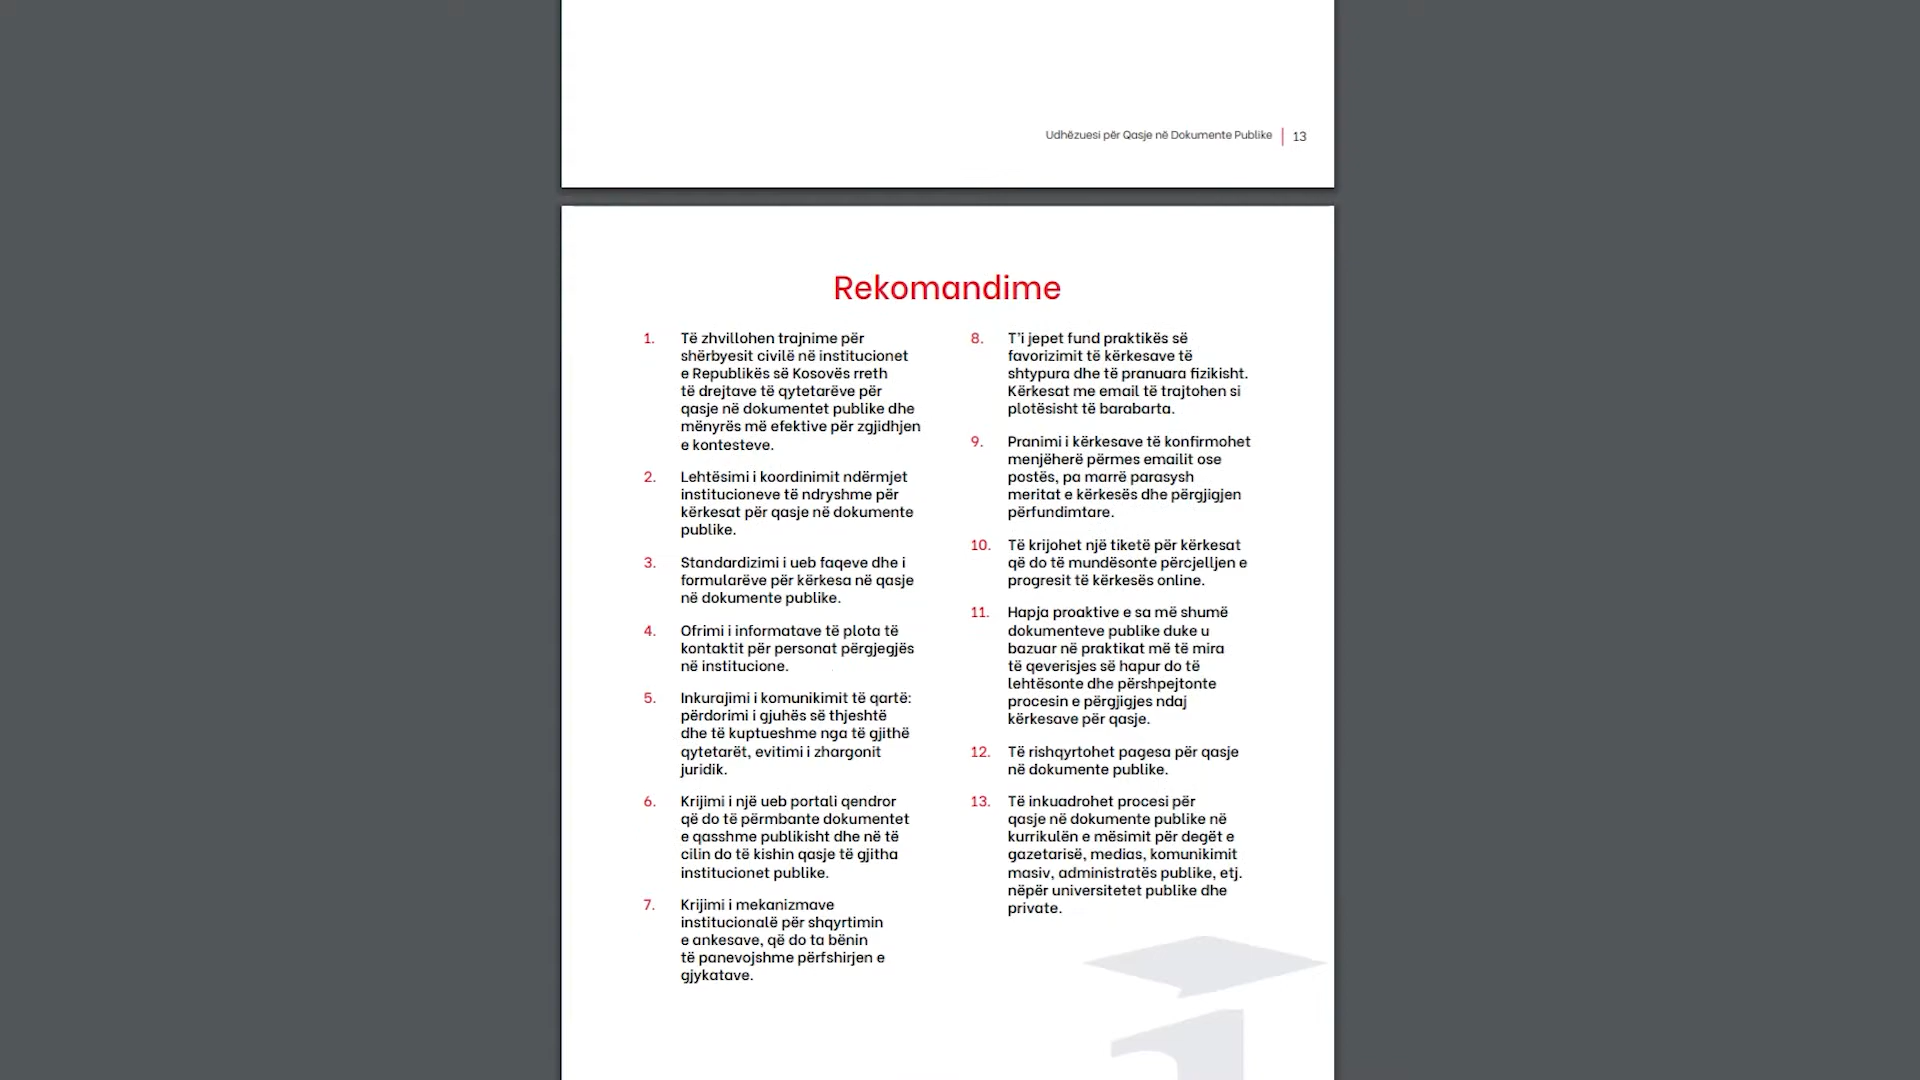 Udhëzuesi për Qasje në Dokumente Publike | 13
Rekomandime
1. Të zhvillohen trajnime për
shërbyesit civilë në institucionet
e Republikës së Kosovës rreth
të drejtave të qytetarëve për
qasje në dokumentet publike dhe
mënyrës më efektive për zgjidhjen
e kontesteve.
2. Lehtësimi i koordinimit ndërmjet
institucioneve të ndryshme për
kërkesat për qasje në dokumente
publike.
3. Standardizimi i ueb faqeve dhe i
formularëve për kërkesa në qasje
në dokumente publike.
4. Ofrimi i informatave të plota të
kontaktit për personat përgjegjës
në institucione.
5. Inkurajimi i komunikimit të qartë:
përdorimi i gjuhës së thjeshtë
dhe të kuptueshme nga të gjithë
qytetarët, evitimi i zhargonit
juridik.
6. Krijimi i një ueb portali qendror
që do të përmbante dokumentet
e qasshme publikisht dhe në të
cilin do të kishin qasje të gjitha
institucionet publike.
7. Krijimi i mekanizmave
institucionalë për shqyrtimin
e ankesave, që do ta bënin
të panevojshme përfshirjen e
gjykatave.
8. T’i jepet fund praktikës së
favorizimit të kërkesave të
shtypura dhe të pranuara fizikisht.
Kërkesat me email të trajtohen si
plotësisht të barabarta.
9. Pranimi i kërkesave të konfirmohet
menjëherë përmes emailit ose
postës, pa marrë parasysh
meritat e kërkesës dhe përgjigjen
përfundimtare.
10. Të krijohet një tiketë për kërkesat
që do të mundësonte përcjelljen e
progresit të kërkesës online.
11. Hapja proaktive e sa më shumë
dokumenteve publike duke u
bazuar në praktikat më të mira
të qeverisjes së hapur do të
lehtësonte dhe përshpejtonte
procesin e përgjigjes ndaj
kërkesave për qasje.
12. Të rishqyrtohet pagesa për qasje
në dokumente publike.
13. Të inkuadrohet procesi për
qasje në dokumente publike në
kurrikulën e mësimit për degët e
gazetarisë, medias, komunikimit
masiv, administratës publike, etj.
nëpër universitetet publike dhe
private.